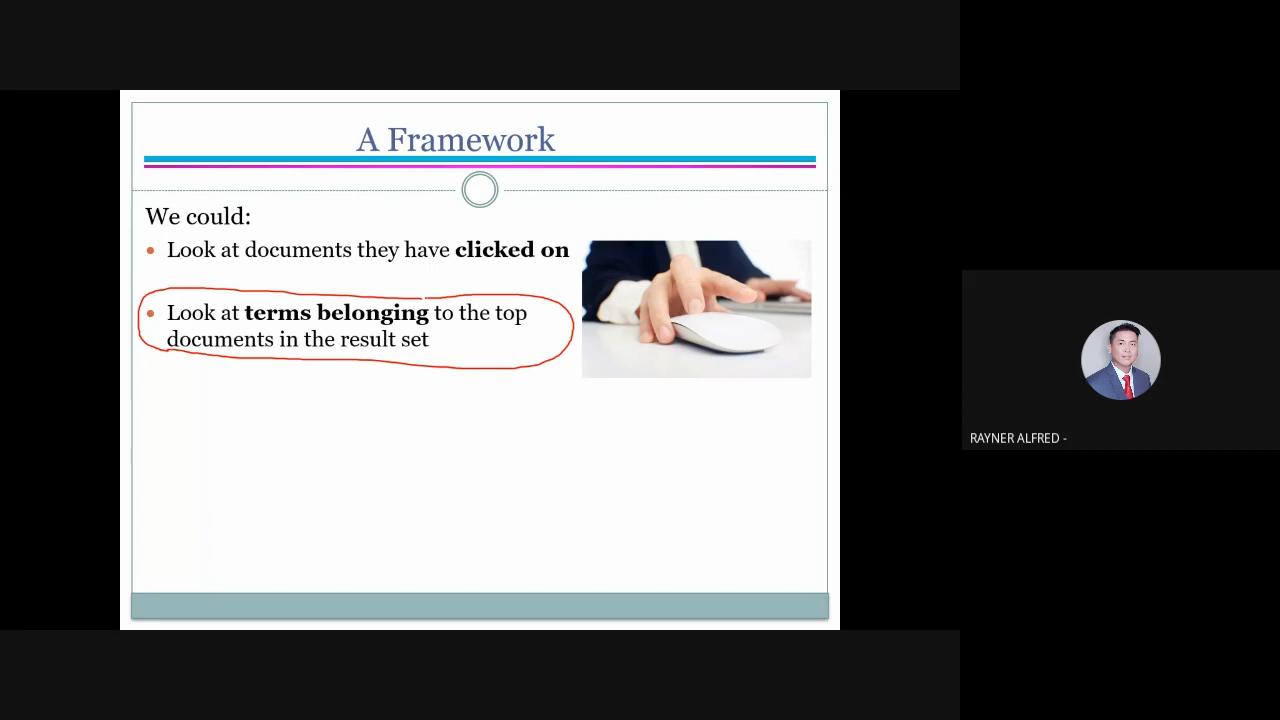 A Framework
We could:
Look at documents they have clicked on
Look at terms belonging to the top
documents in the result set
RAYNER ALFRED -